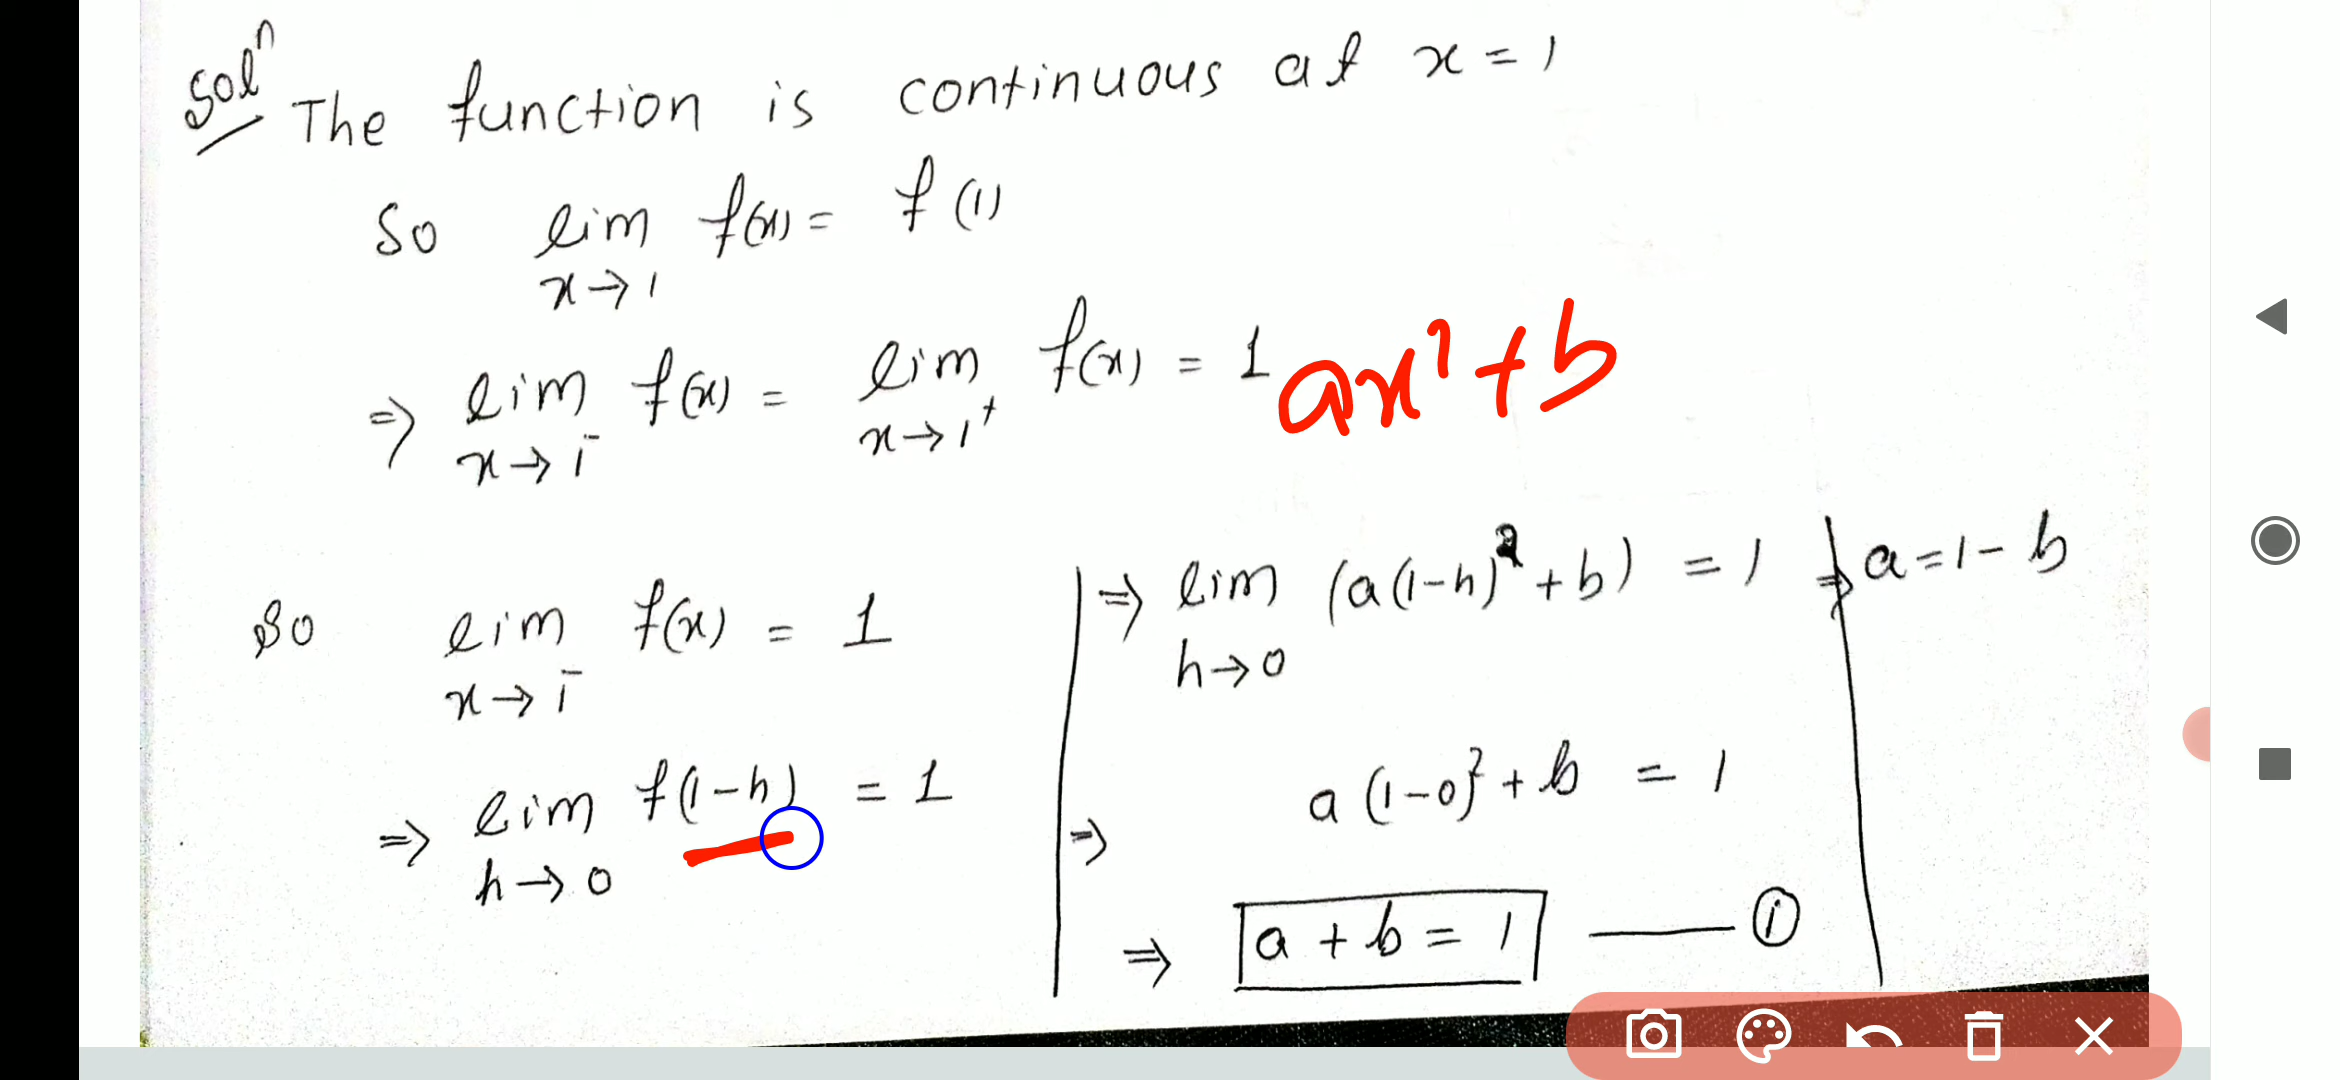 Solⁿ The function is continuous at x = 1
So lim f(x) = f(1)
x→1
⇒ lim f(x) = lim f(x) = 1 ax²+b
x→1⁻ x→1⁺
So lim f(x) = 1
x→1⁻
⇒ lim f(1-h) = 1
h→0
⇒ lim (a(1-h)²+b) = 1
h→0
⇒ a(1-0)²+b = 1
⇒ a + b = 1 —— ①
⇒ a = 1 - b